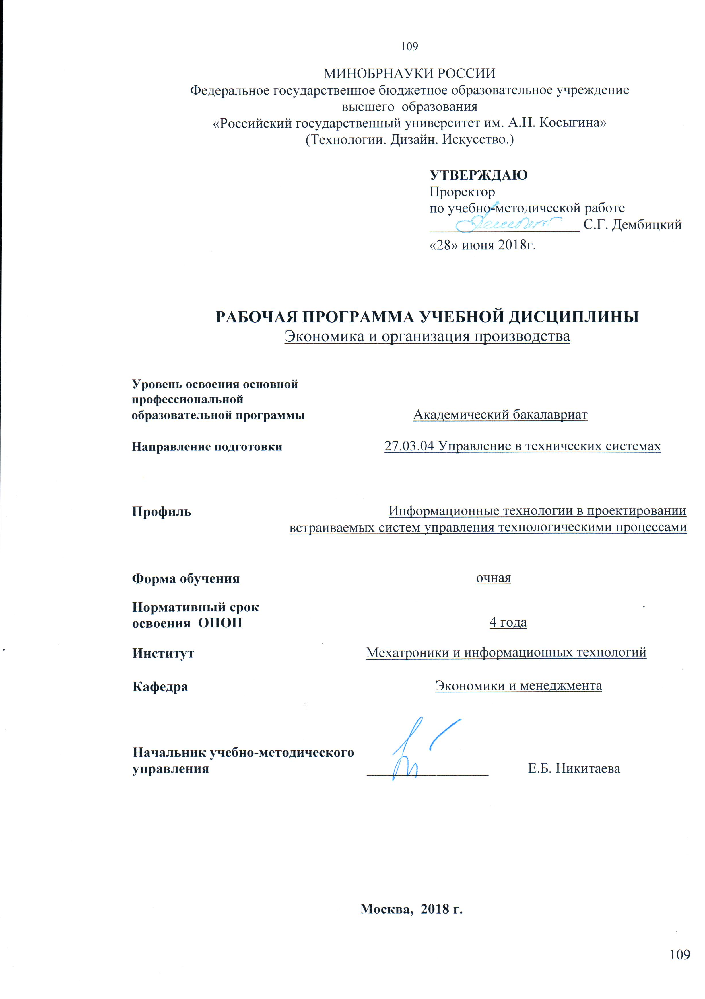 109
МИНОБРНАУКИ РОССИИ
Федеральное государственное бюджетное образовательное учреждение
высшего образования
«Российский государственный университет им. А.Н. Косыгина»
(Технологии. Дизайн. Искусство.)
УТВЕРЖДАЮ
Проректор
по учебно-методической работе
С.Г. Дембицкий
«28» июня 2018г.
РАБОЧАЯ ПРОГРАММА УЧЕБНОЙ ДИСЦИПЛИНЫ
Экономика и организация производства
Уровень освоения основной
профессиональной
образовательной программы Академический бакалавриат
Направление подготовки 27.03.04 Управление в технических системах
Профиль Информационные технологии в проектировании
встраиваемых систем управления технологическими процессами
Форма обучения очная
Нормативный срок
освоения ОПОП 4 года
Институт Мехатроники и информационных технологий
Кафедра Экономики и менеджмента
Начальник учебно-методического
управления Е.Б. Никитаева
Москва, 2018 г.
109